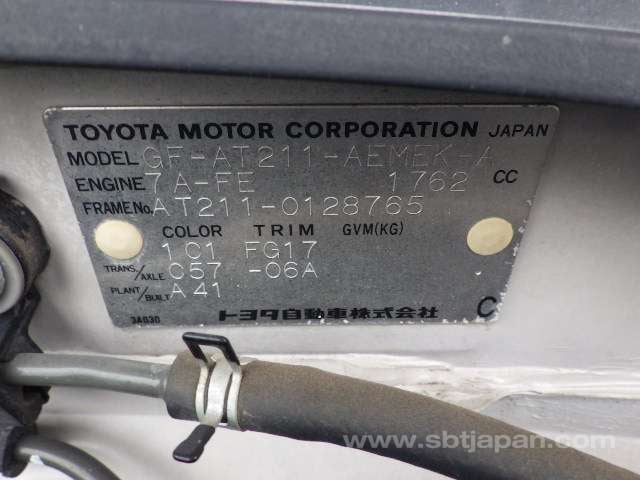 TOYOTA MOTOR CORPORATION JAPAN
MODEL GF-AT211-AEMEK-A
ENGINE 7A-FE 1762 CC
FRAME No. AT211-0128765
COLOR TRIM GVM(KG)
1C1 FG17
TRANS./AXLE C57 -06A
PLANT/BUILT A41
34030 トヨタ自動車株式会社 C
www.sbtjapan.com